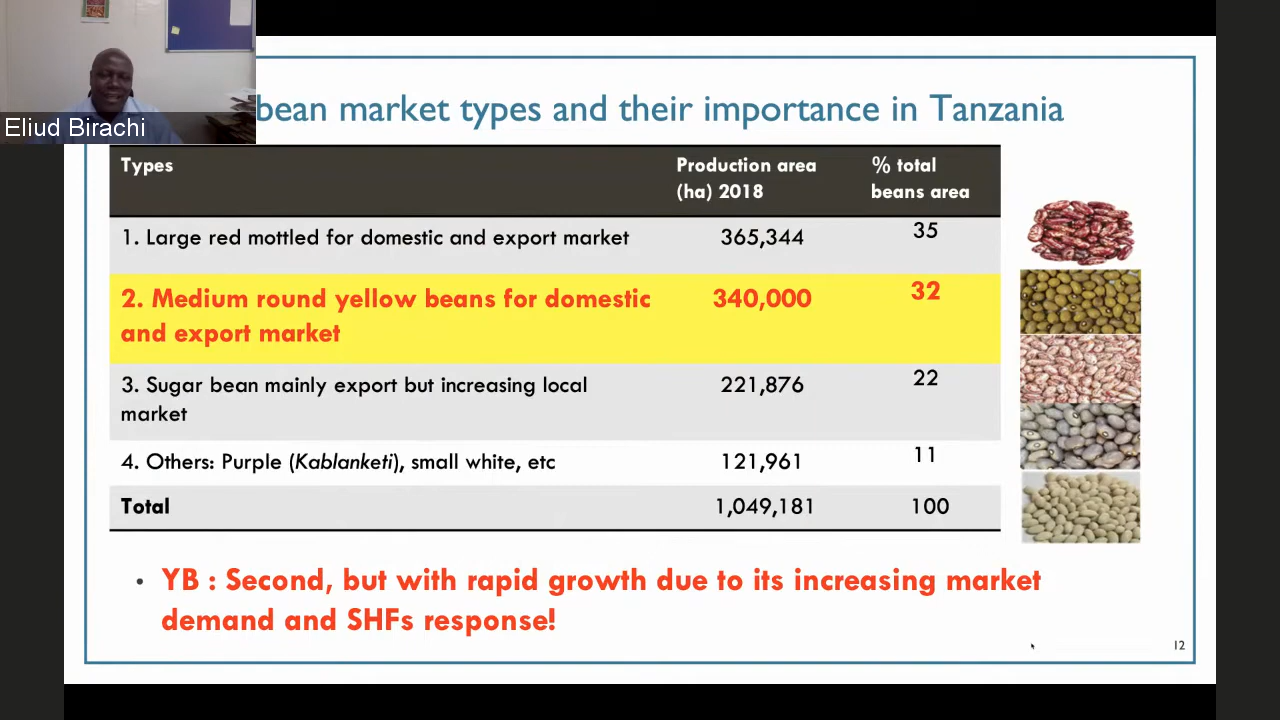 Eliud Birachi
bean market types and their importance in Tanzania
Types Production area % total
(ha) 2018 beans area
1. Large red mottled for domestic and export market 365,344 35
2. Medium round yellow beans for domestic 340,000 32
and export market
3. Sugar bean mainly export but increasing local 221,876 22
market
4. Others: Purple (Kablanketi), small white, etc 121,961 11
Total 1,049,181 100
• YB : Second, but with rapid growth due to its increasing market
demand and SHFs response!
12